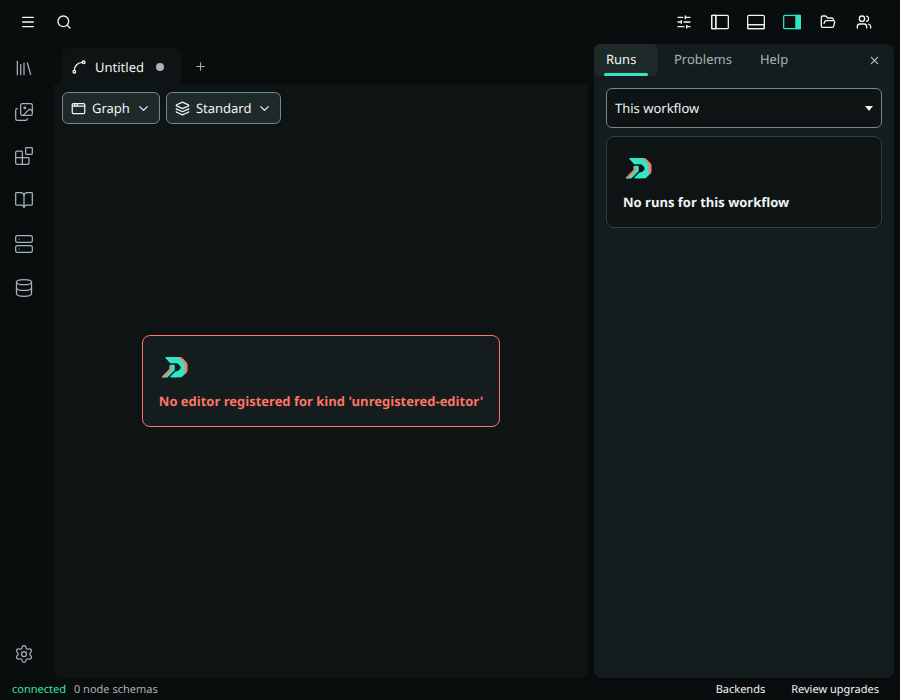 Untitled
Graph
Standard
No editor registered for kind 'unregistered-editor'
Runs
Problems
Help
This workflow
No runs for this workflow
connected
0 node schemas
Backends
Review upgrades